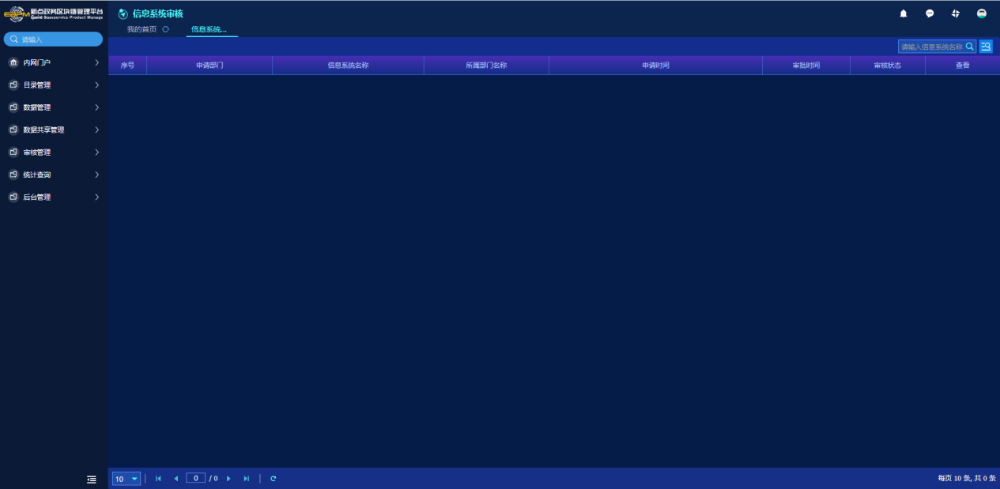 EBPM 新点政务区块链管理平台
Epoint Baseservice Product Manage
信息系统审核
我的首页
信息系统...
请输入
请输入信息系统名称
内网门户
目录管理
数据管理
数据共享管理
审核管理
统计查询
后台管理
序号 申请部门 信息系统名称 所属部门名称 申请时间 审批时间 审核状态 查看
10 0 / 0 每页 10 条, 共 0 条